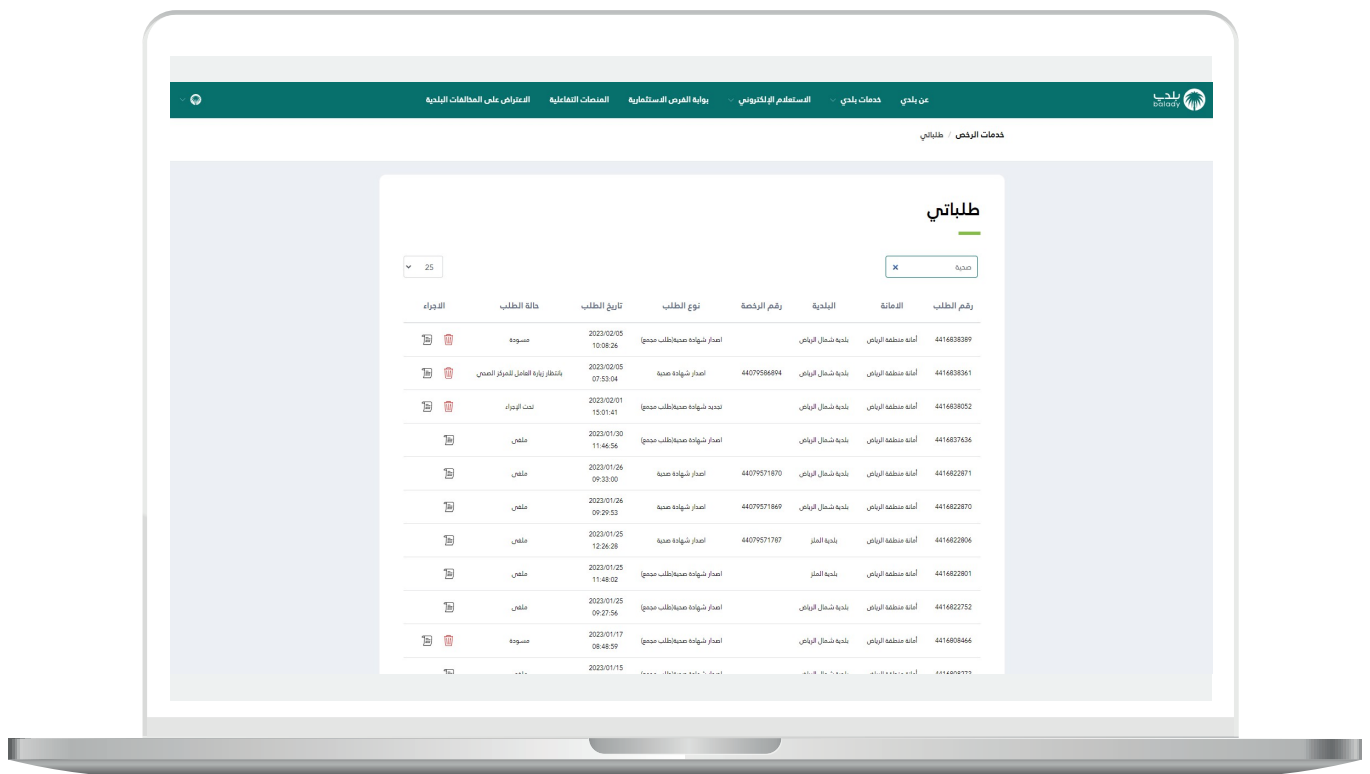 بلدي
balady
عن بلدي خدمات بلدي الاستعلام الإلكتروني بوابة الفرص الاستثمارية المنصات التفاعلية الاعتراض على المخالفات البلدية
خدمات الرخص / طلباتي
طلباتي
صحية × 25
رقم الطلب الامانة البلدية رقم الرخصة نوع الطلب تاريخ الطلب حالة الطلب الاجراء
4416838389 أمانة منطقة الرياض بلدية شمال الرياض اصدار شهادة صحية(طلب مجمع) 2023/02/05 10:08:26 مسودة
4416838361 أمانة منطقة الرياض بلدية شمال الرياض 44079586894 اصدار شهادة صحية 2023/02/05 07:53:04 بانتظار زيارة العامل للمركز الصحي
4416838052 أمانة منطقة الرياض بلدية شمال الرياض تجديد شهادة صحية(طلب مجمع) 2023/02/01 15:01:41 تحت الإجراء
4416837636 أمانة منطقة الرياض بلدية شمال الرياض اصدار شهادة صحية(طلب مجمع) 2023/01/30 11:46:56 ملغى
4416822871 أمانة منطقة الرياض بلدية شمال الرياض 44079571870 اصدار شهادة صحية 2023/01/26 09:33:00 ملغى
4416822870 أمانة منطقة الرياض بلدية شمال الرياض 44079571869 اصدار شهادة صحية 2023/01/26 09:29:53 ملغى
4416822806 أمانة منطقة الرياض بلدية الملز 44079571787 اصدار شهادة صحية 2023/01/25 12:26:28 ملغى
4416822801 أمانة منطقة الرياض بلدية الملز اصدار شهادة صحية(طلب مجمع) 2023/01/25 11:48:02 ملغى
4416822752 أمانة منطقة الرياض بلدية شمال الرياض اصدار شهادة صحية(طلب مجمع) 2023/01/25 09:27:56 ملغى
4416808466 أمانة منطقة الرياض بلدية شمال الرياض اصدار شهادة صحية(طلب مجمع) 2023/01/17 08:48:59 مسودة
2023/01/15